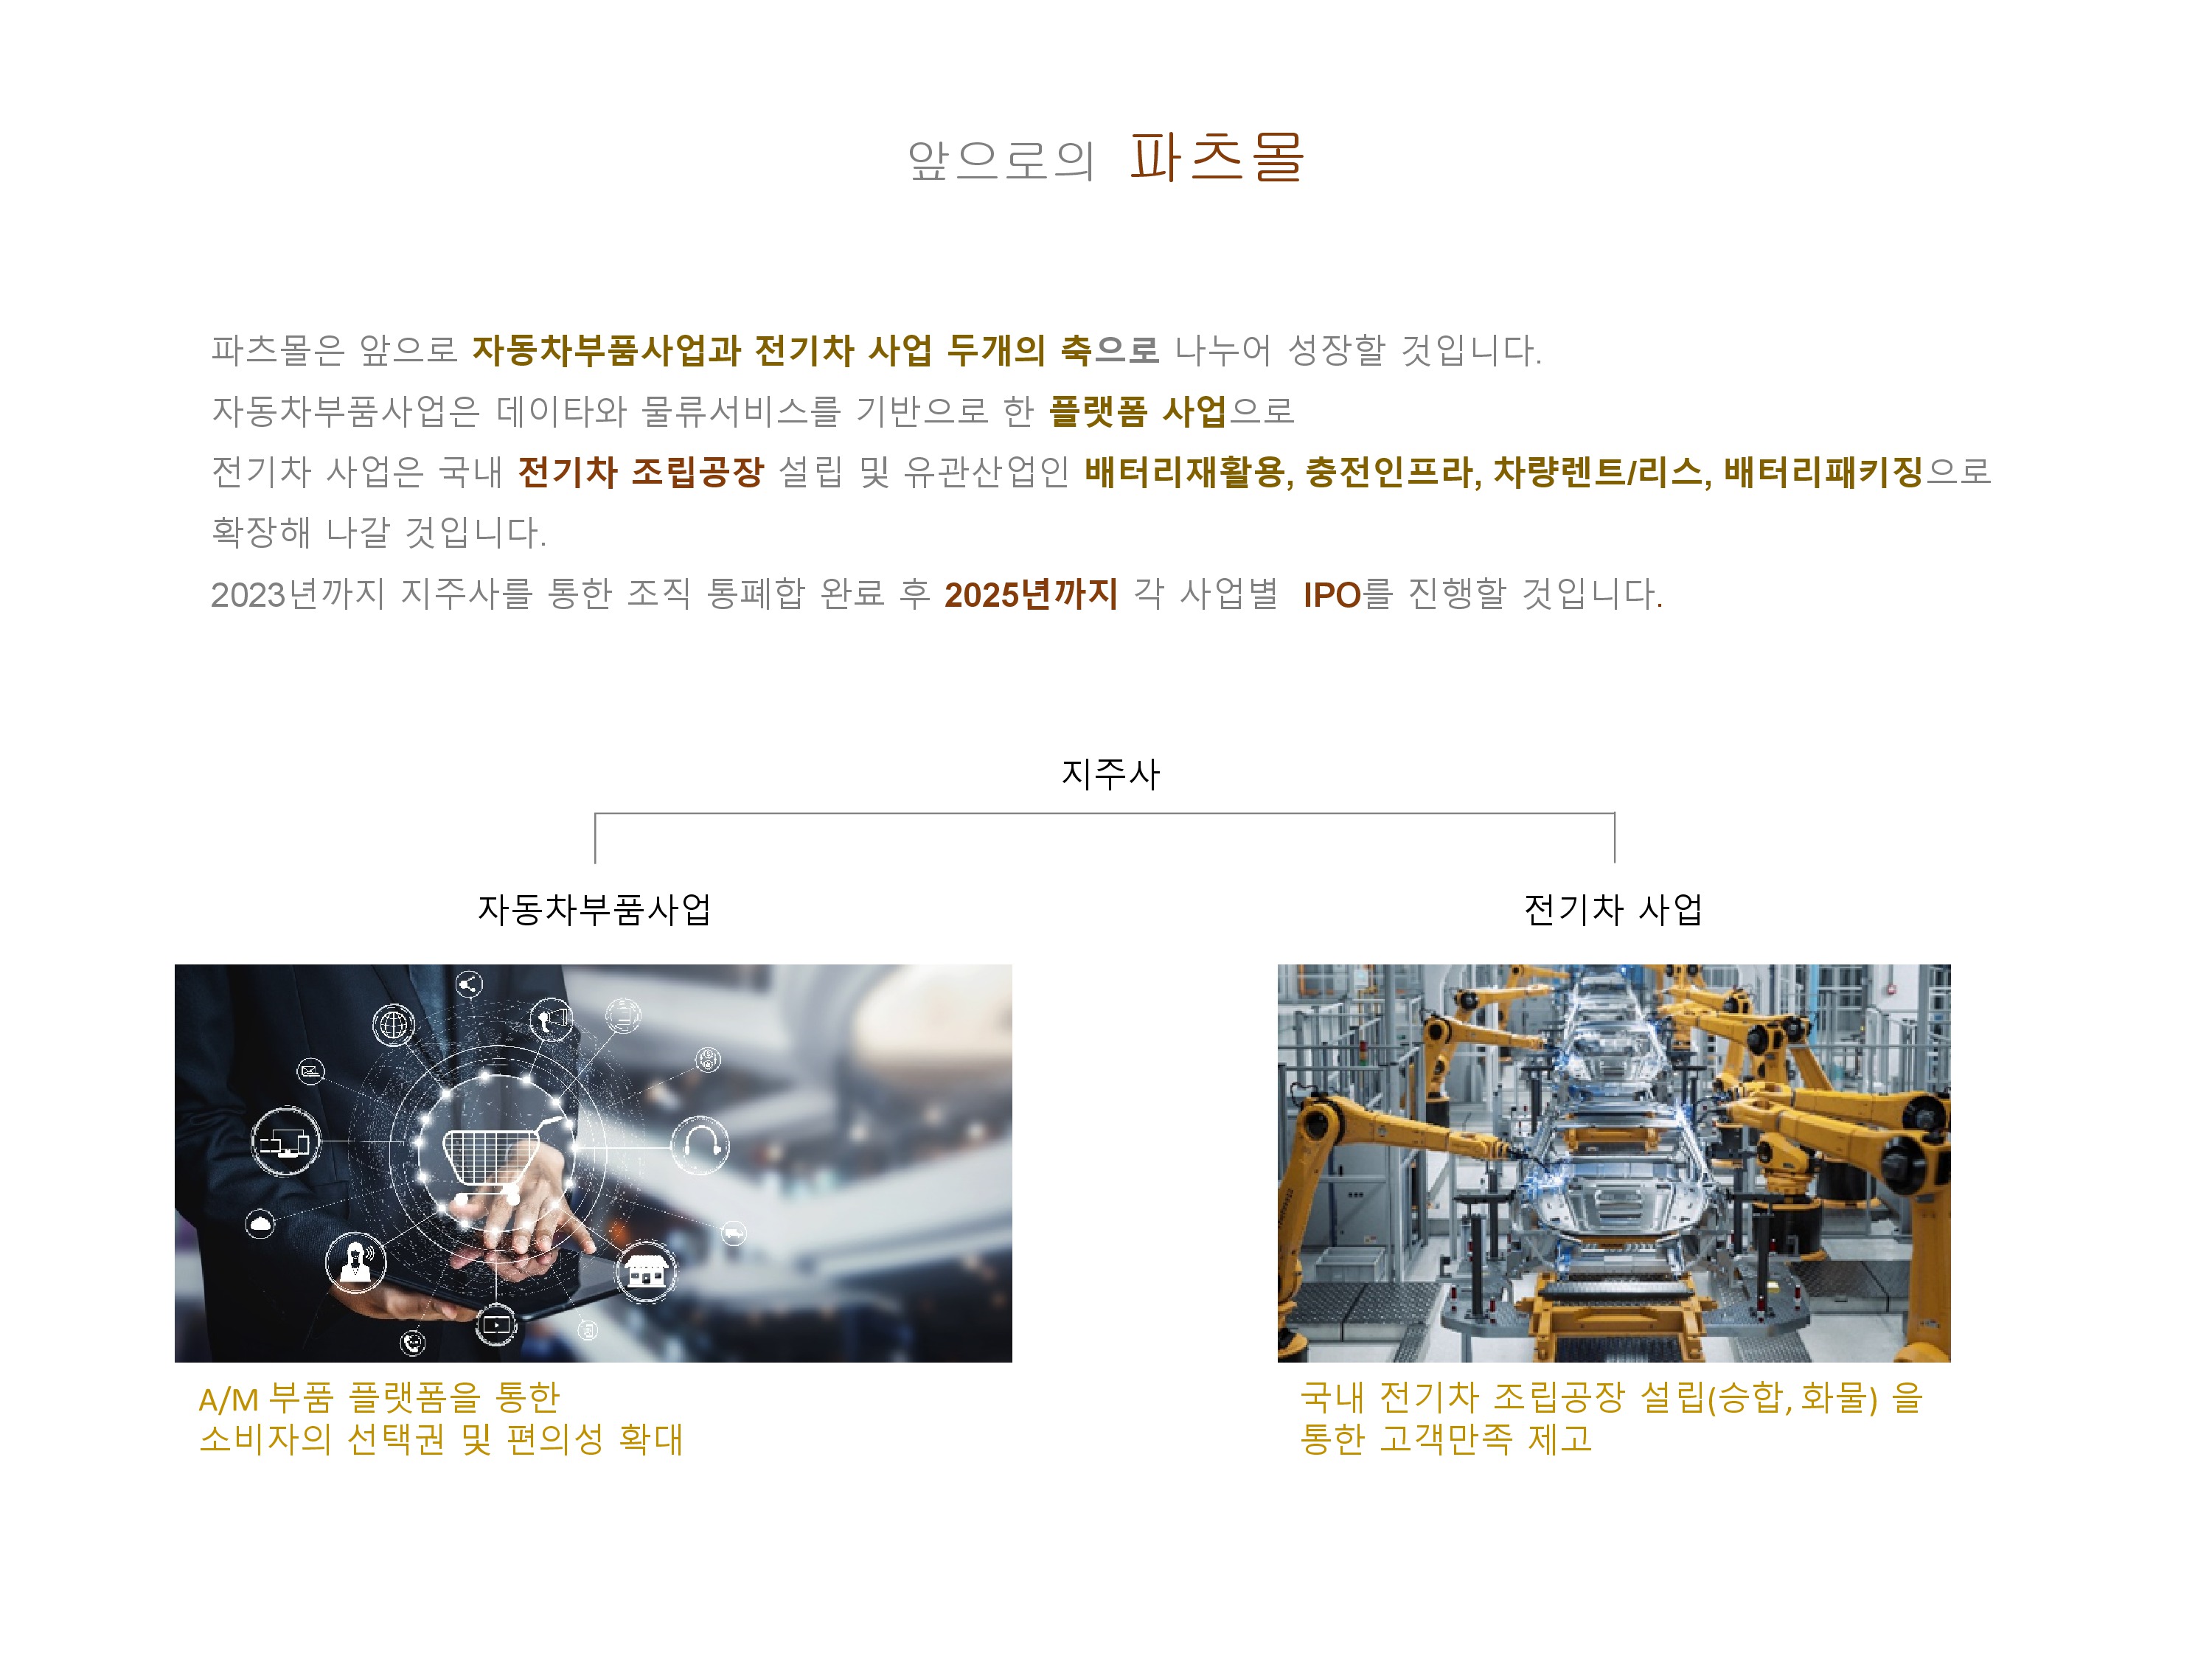 앞으로의 파츠몰
파츠몰은 앞으로 자동차부품사업과 전기차 사업 두개의 축으로 나누어 성장할 것입니다.
자동차부품사업은 데이타와 물류서비스를 기반으로 한 플랫폼 사업으로
전기차 사업은 국내 전기차 조립공장 설립 및 유관산업인 배터리재활용, 충전인프라, 차량렌트/리스, 배터리패키징으로
확장해 나갈 것입니다.
2023년까지 지주사를 통한 조직 통폐합 완료 후 2025년까지 각 사업별 IPO를 진행할 것입니다.
지주사
자동차부품사업
전기차 사업
A/M 부품 플랫폼을 통한
소비자의 선택권 및 편의성 확대
국내 전기차 조립공장 설립(승합, 화물) 을
통한 고객만족 제고